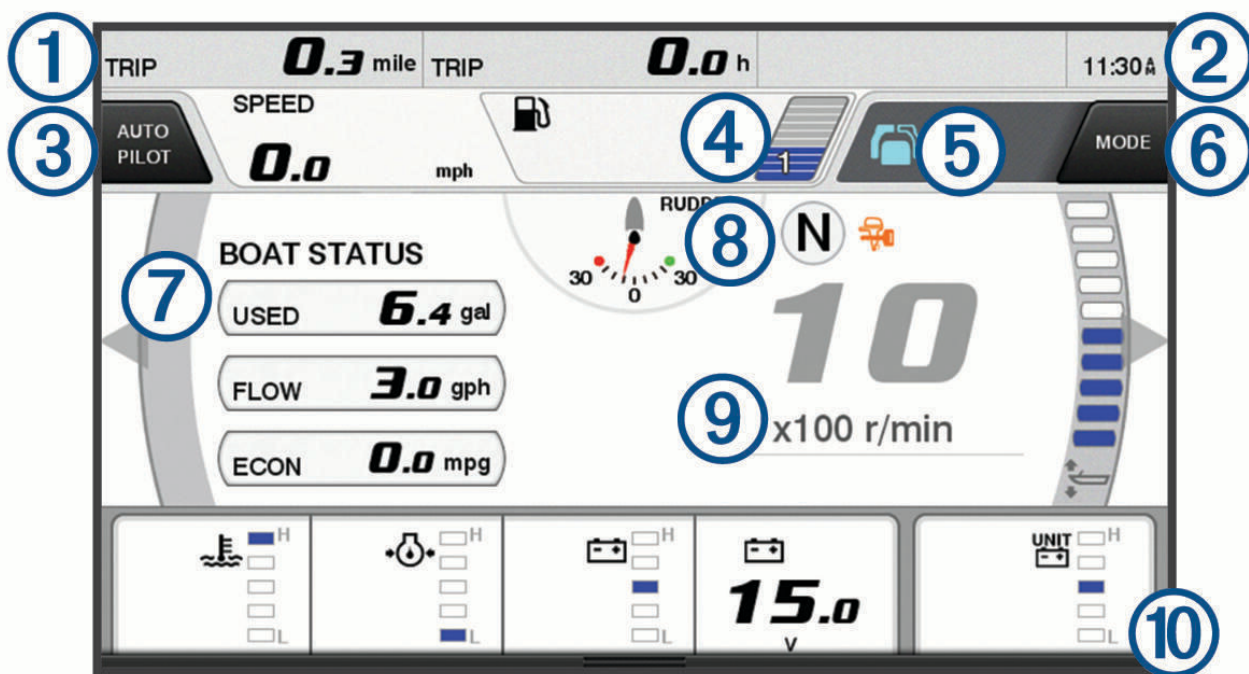 1
TRIP 0.3 mile TRIP 0.0 h 11:30A
2
3
AUTO
PILOT
SPEED
0.0 mph
4
1
5
MODE
6
7
BOAT STATUS
USED 6.4 gal
FLOW 3.0 gph
ECON 0.0 mpg
30 0 30
8
N
10
9
x100 r/min
H
L
H
L
H
L
15.0
V
UNIT
H
L
10